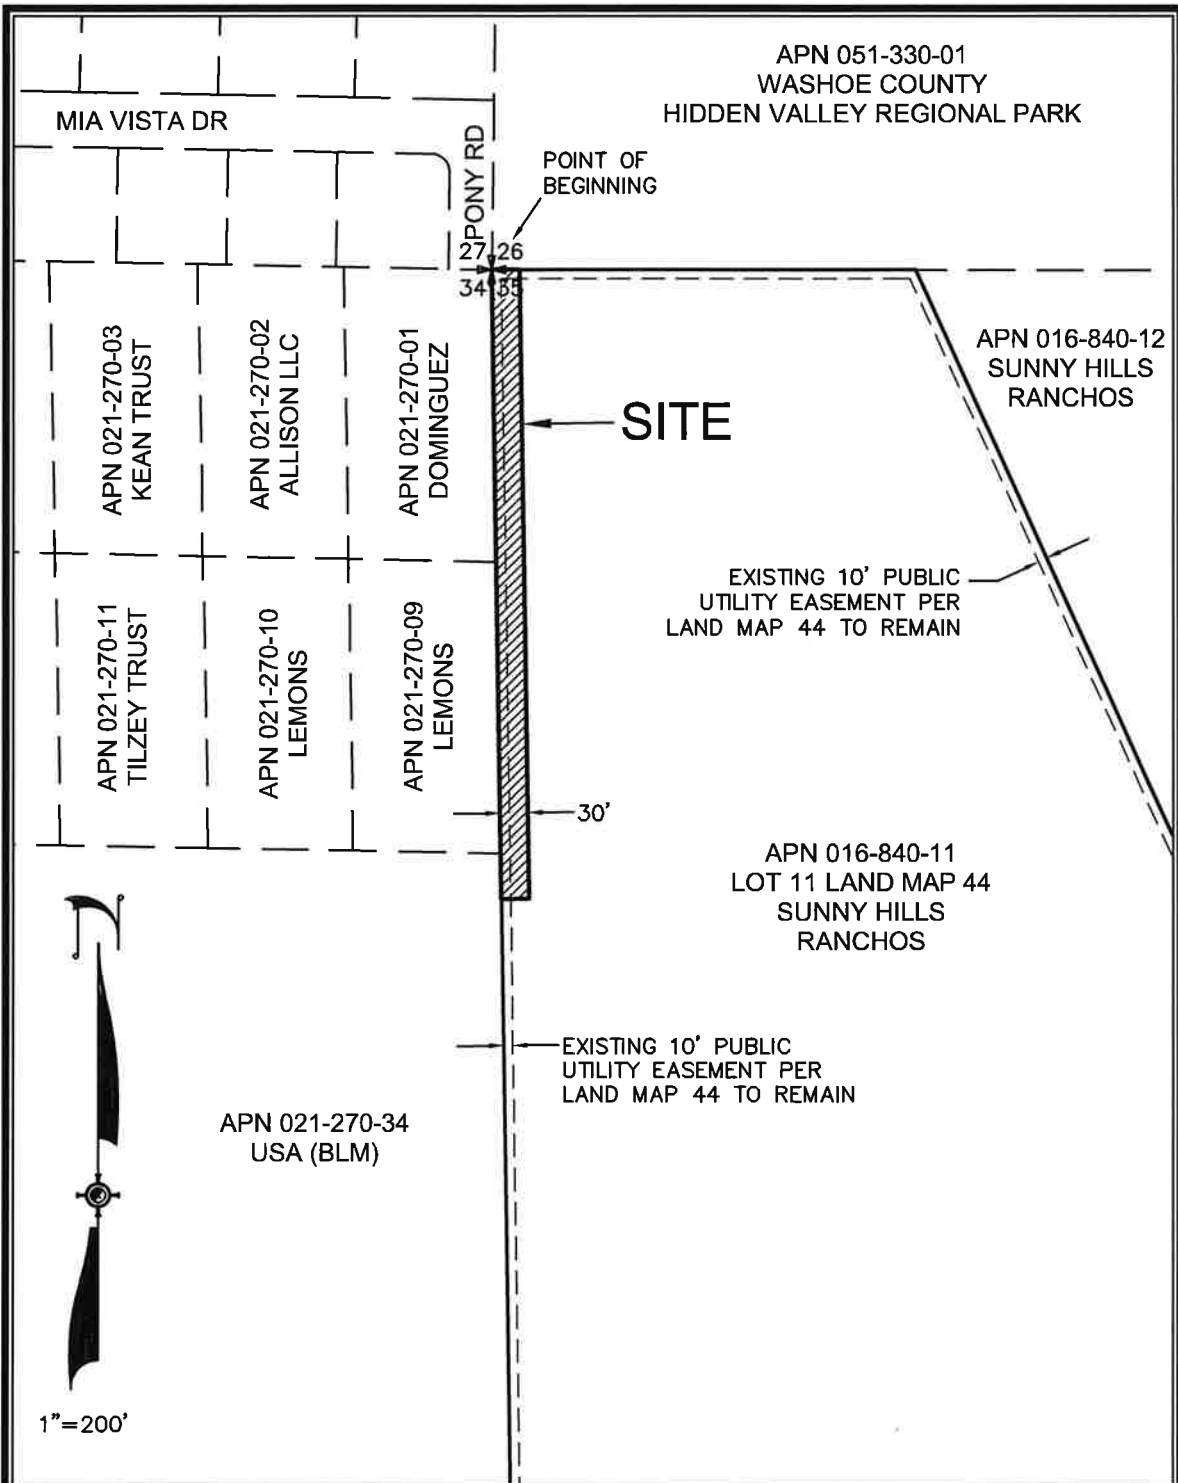 APN 051-330-01
WASHOE COUNTY
HIDDEN VALLEY REGIONAL PARK
MIA VISTA DR
PONY RD
POINT OF
BEGINNING
27 26
34 35
APN 021-270-03
KEAN TRUST
APN 021-270-02
ALLISON LLC
APN 021-270-01
DOMINGUEZ
SITE
APN 016-840-12
SUNNY HILLS
RANCHOS
EXISTING 10' PUBLIC
UTILITY EASEMENT PER
LAND MAP 44 TO REMAIN
APN 021-270-11
TILZEY TRUST
APN 021-270-10
LEMONS
APN 021-270-09
LEMONS
30'
APN 016-840-11
LOT 11 LAND MAP 44
SUNNY HILLS
RANCHOS
EXISTING 10' PUBLIC
UTILITY EASEMENT PER
LAND MAP 44 TO REMAIN
APN 021-270-34
USA (BLM)
1"=200'